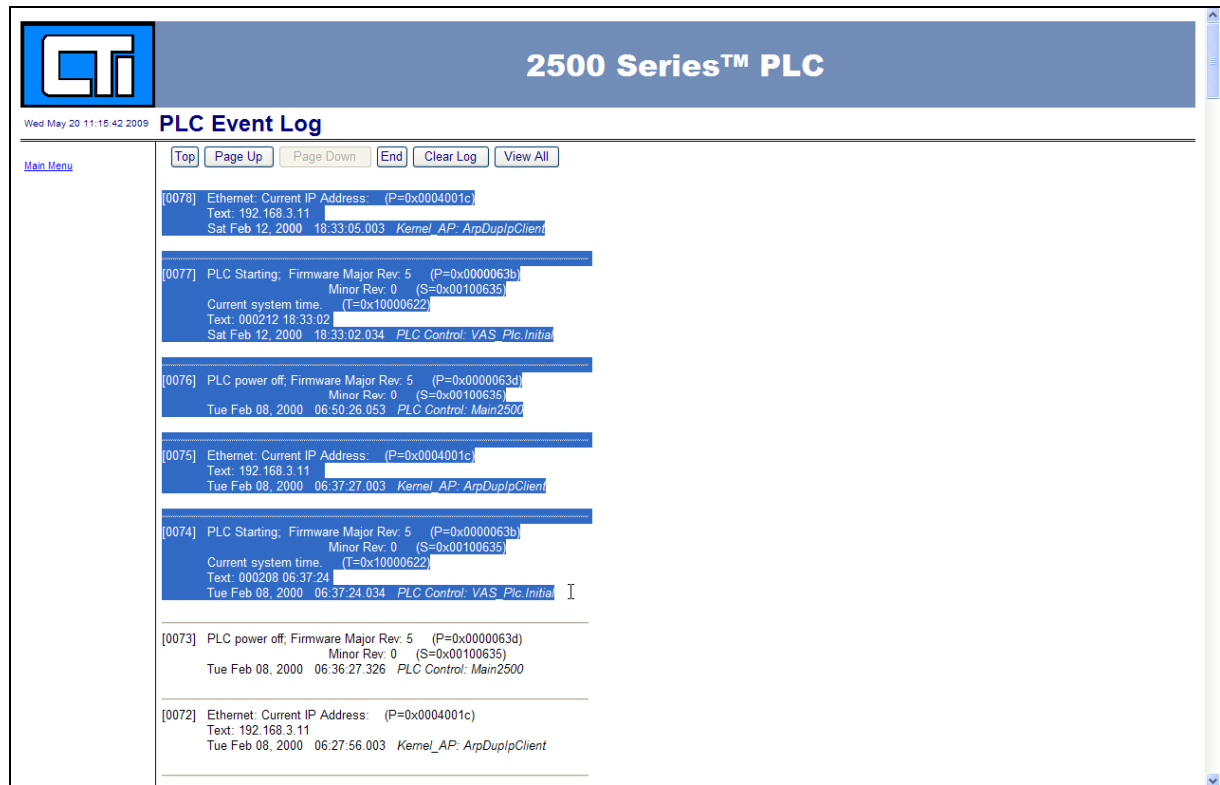 CTi
2500 Series™ PLC
Wed May 20 11:15:42 2009
PLC Event Log
Main Menu
Top Page Up Page Down End Clear Log View All
[0078] Ethernet: Current IP Address: (P=0x0004001c)
Text: 192.168.3.11
Sat Feb 12, 2000 18:33:05.003 Kernel_AP: ArpDupIpClient
[0077] PLC Starting; Firmware Major Rev: 5 (P=0x0000063b)
Minor Rev: 0 (S=0x00100635)
Current system time. (T=0x10000622)
Text: 000212 18:33:02
Sat Feb 12, 2000 18:33:02.034 PLC Control: VAS_Plc.Initial
[0076] PLC power off; Firmware Major Rev: 5 (P=0x0000063d)
Minor Rev: 0 (S=0x00100635)
Tue Feb 08, 2000 06:50:26.053 PLC Control: Main2500
[0075] Ethernet: Current IP Address: (P=0x0004001c)
Text: 192.168.3.11
Tue Feb 08, 2000 06:37:27.003 Kernel_AP: ArpDupIpClient
[0074] PLC Starting; Firmware Major Rev: 5 (P=0x0000063b)
Minor Rev: 0 (S=0x00100635)
Current system time. (T=0x10000622)
Text: 000208 06:37:24
Tue Feb 08, 2000 06:37:24.034 PLC Control: VAS_Plc.Initial
[0073] PLC power off; Firmware Major Rev: 5 (P=0x0000063d)
Minor Rev: 0 (S=0x00100635)
Tue Feb 08, 2000 06:36:27.326 PLC Control: Main2500
[0072] Ethernet: Current IP Address: (P=0x0004001c)
Text: 192.168.3.11
Tue Feb 08, 2000 06:27:56.003 Kernel_AP: ArpDupIpClient